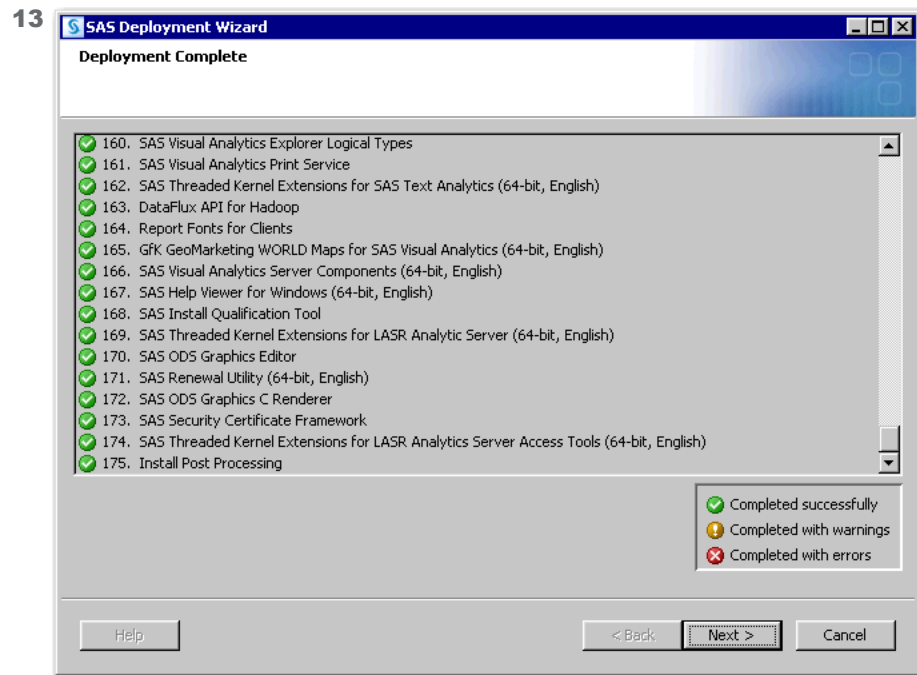 13
SAS Deployment Wizard
Deployment Complete
160. SAS Visual Analytics Explorer Logical Types
161. SAS Visual Analytics Print Service
162. SAS Threaded Kernel Extensions for SAS Text Analytics (64-bit, English)
163. DataFlux API for Hadoop
164. Report Fonts for Clients
165. GfK GeoMarketing WORLD Maps for SAS Visual Analytics (64-bit, English)
166. SAS Visual Analytics Server Components (64-bit, English)
167. SAS Help Viewer for Windows (64-bit, English)
168. SAS Install Qualification Tool
169. SAS Threaded Kernel Extensions for LASR Analytic Server (64-bit, English)
170. SAS ODS Graphics Editor
171. SAS Renewal Utility (64-bit, English)
172. SAS ODS Graphics C Renderer
173. SAS Security Certificate Framework
174. SAS Threaded Kernel Extensions for LASR Analytics Server Access Tools (64-bit, English)
175. Install Post Processing
Completed successfully
Completed with warnings
Completed with errors
Help
< Back
Next >
Cancel